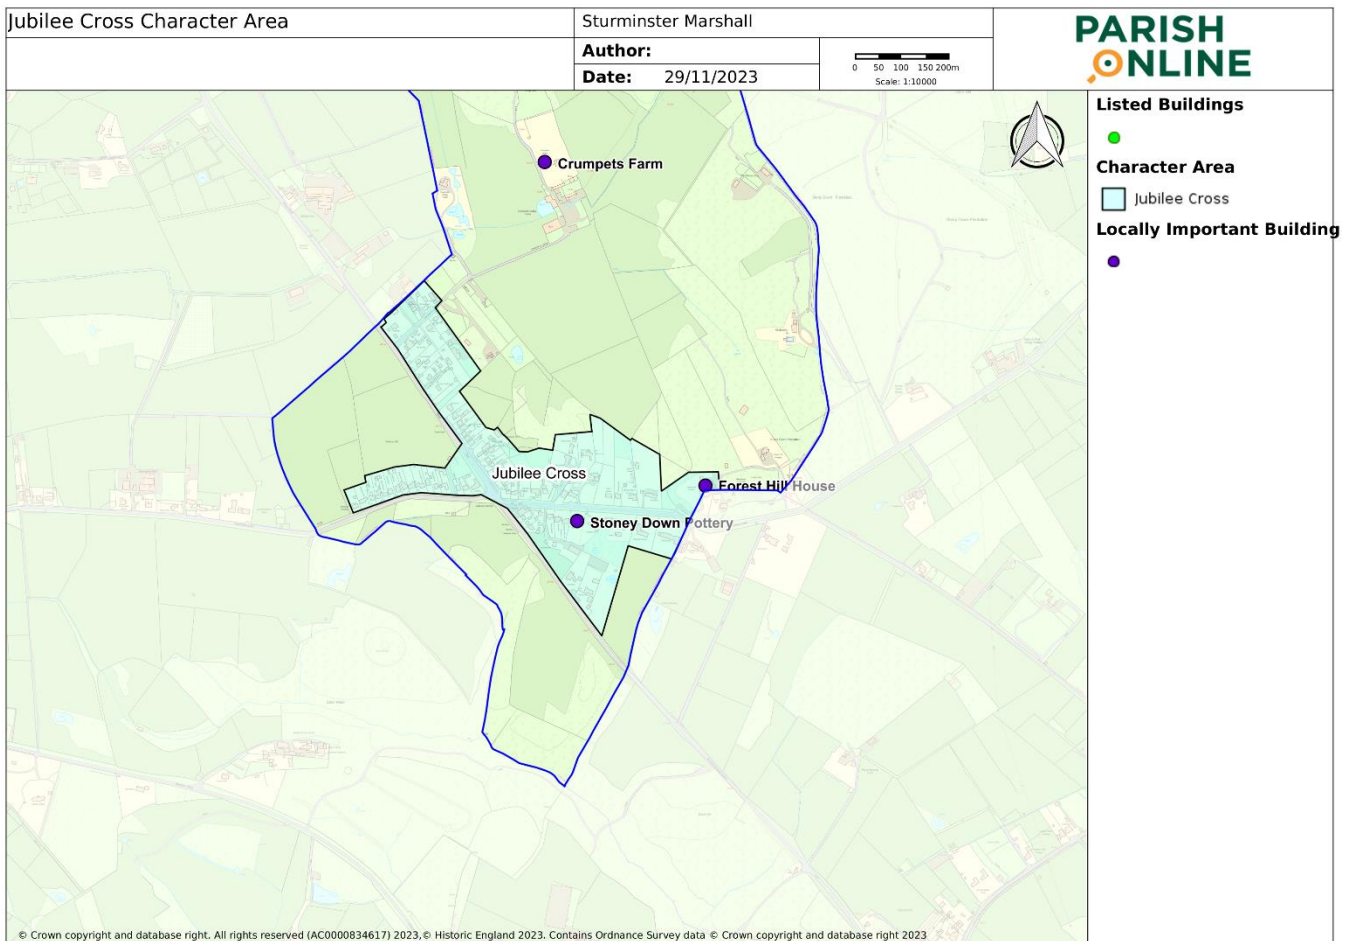 Jubilee Cross Character Area
Sturminster Marshall
Author:
Date: 29/11/2023
0 50 100 150 200m
Scale: 1:10000
PARISH
ONLINE
Listed Buildings
Character Area
Jubilee Cross
Locally Important Building
Crumpets Farm
Jubilee Cross
Forest Hill House
Stoney Down Pottery
© Crown copyright and database right. All rights reserved (AC0000834617) 2023,© Historic England 2023. Contains Ordnance Survey data © Crown copyright and database right 2023